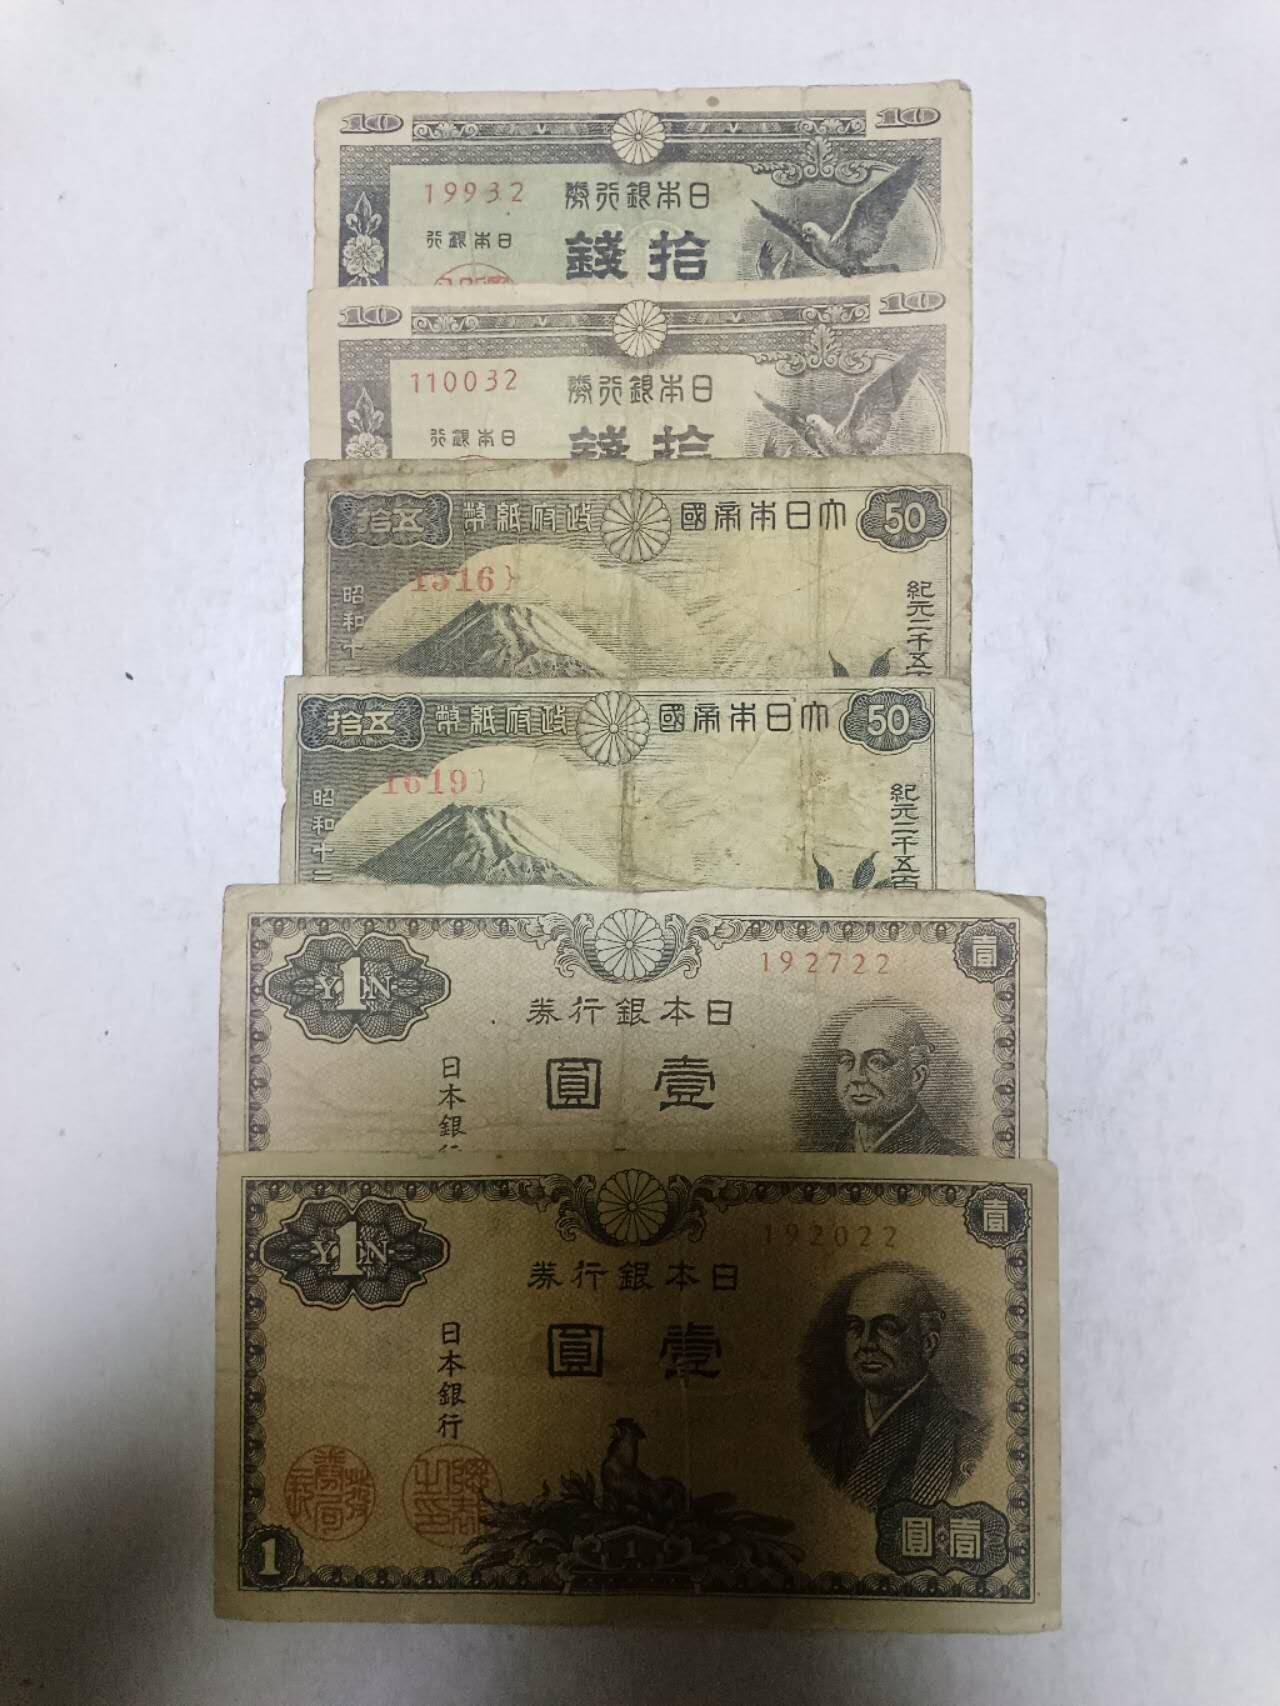 10
10
19932
日本銀行券
日本銀行
拾錢
10
10
110032
日本銀行券
日本銀行
拾錢
50
大日本帝國
政府紙幣
五拾
1516}
紀元二千五
昭和十
50
大日本帝國
政府紙幣
五拾
1619}
紀元二千五百
昭和十
壹
1
YEN
192722
日本銀行券
壹圓
日本銀行
壹
1
YEN
192022
日本銀行券
壹圓
日本銀行
1
1
壹圓